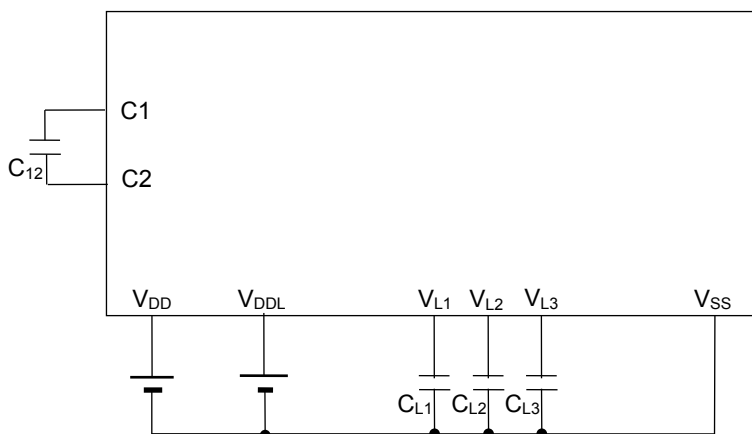 C1
C12
C2
VDD VDDL VL1 VL2 VL3 VSS
CL1 CL2 CL3